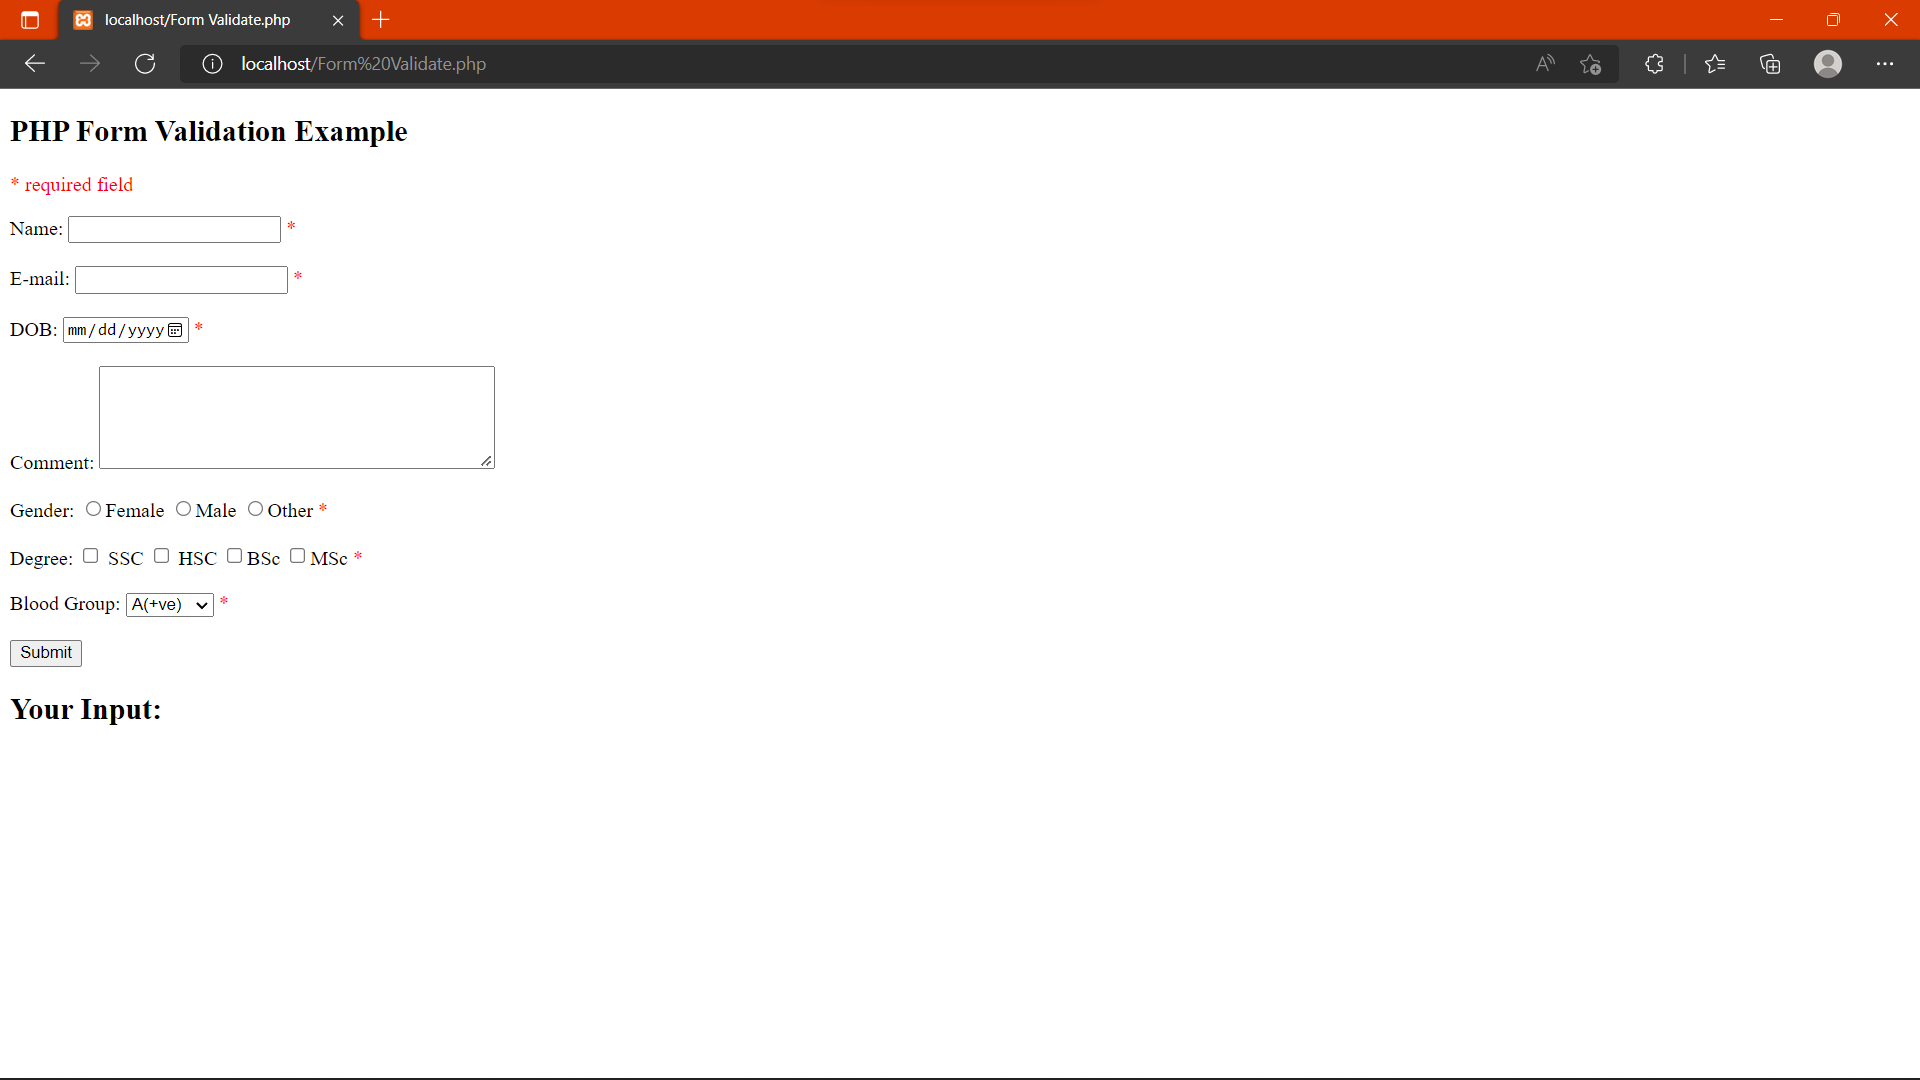 localhost/Form Validate.php
localhost/Form%20Validate.php
PHP Form Validation Example
* required field
Name: *
E-mail: *
DOB: mm/dd/yyyy *
Comment:
Gender: Female Male Other *
Degree: SSC HSC BSc MSc *
Blood Group: A(+ve) *
Submit
Your Input: